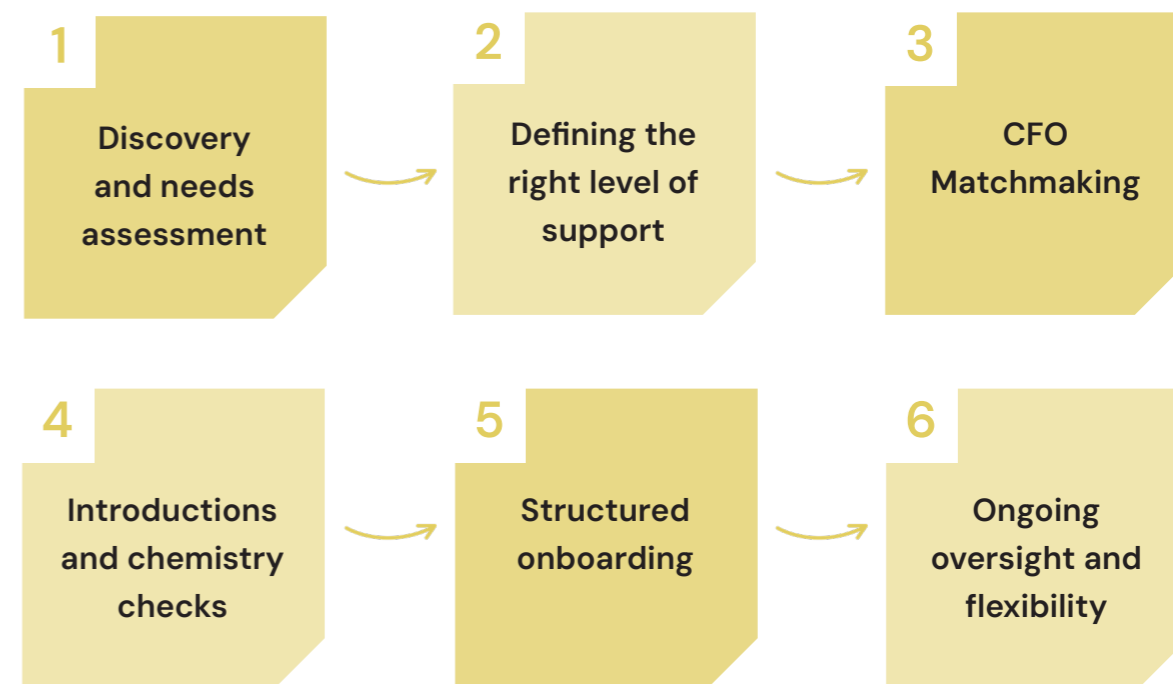 1
Discovery
and needs
assessment
2
Defining the
right level of
support
3
CFO
Matchmaking
4
Introductions
and chemistry
checks
5
Structured
onboarding
6
Ongoing
oversight and
flexibility